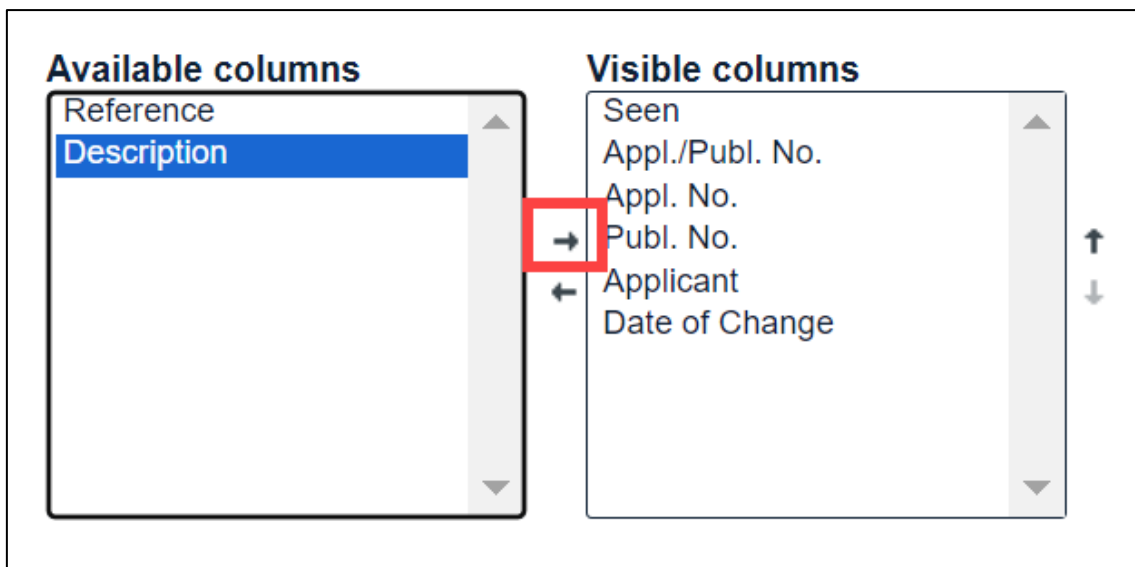 Available columns
Reference
Description
Visible columns
Seen
Appl./Publ. No.
Appl. No.
Publ. No.
Applicant
Date of Change